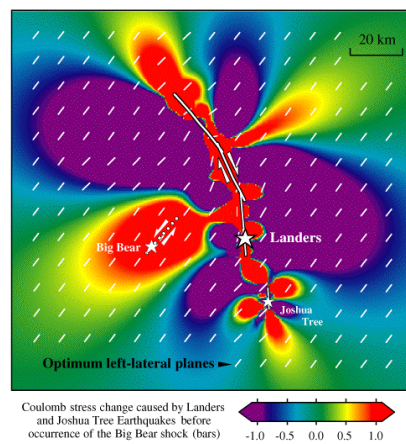 20 km
Big Bear
Landers
Joshua
Tree
Optimum left-lateral planes
Coulomb stress change caused by Landers
and Joshua Tree Earthquakes before
occurrence of the Big Bear shock (bars)
-1.0 -0.5 0.0 0.5 1.0